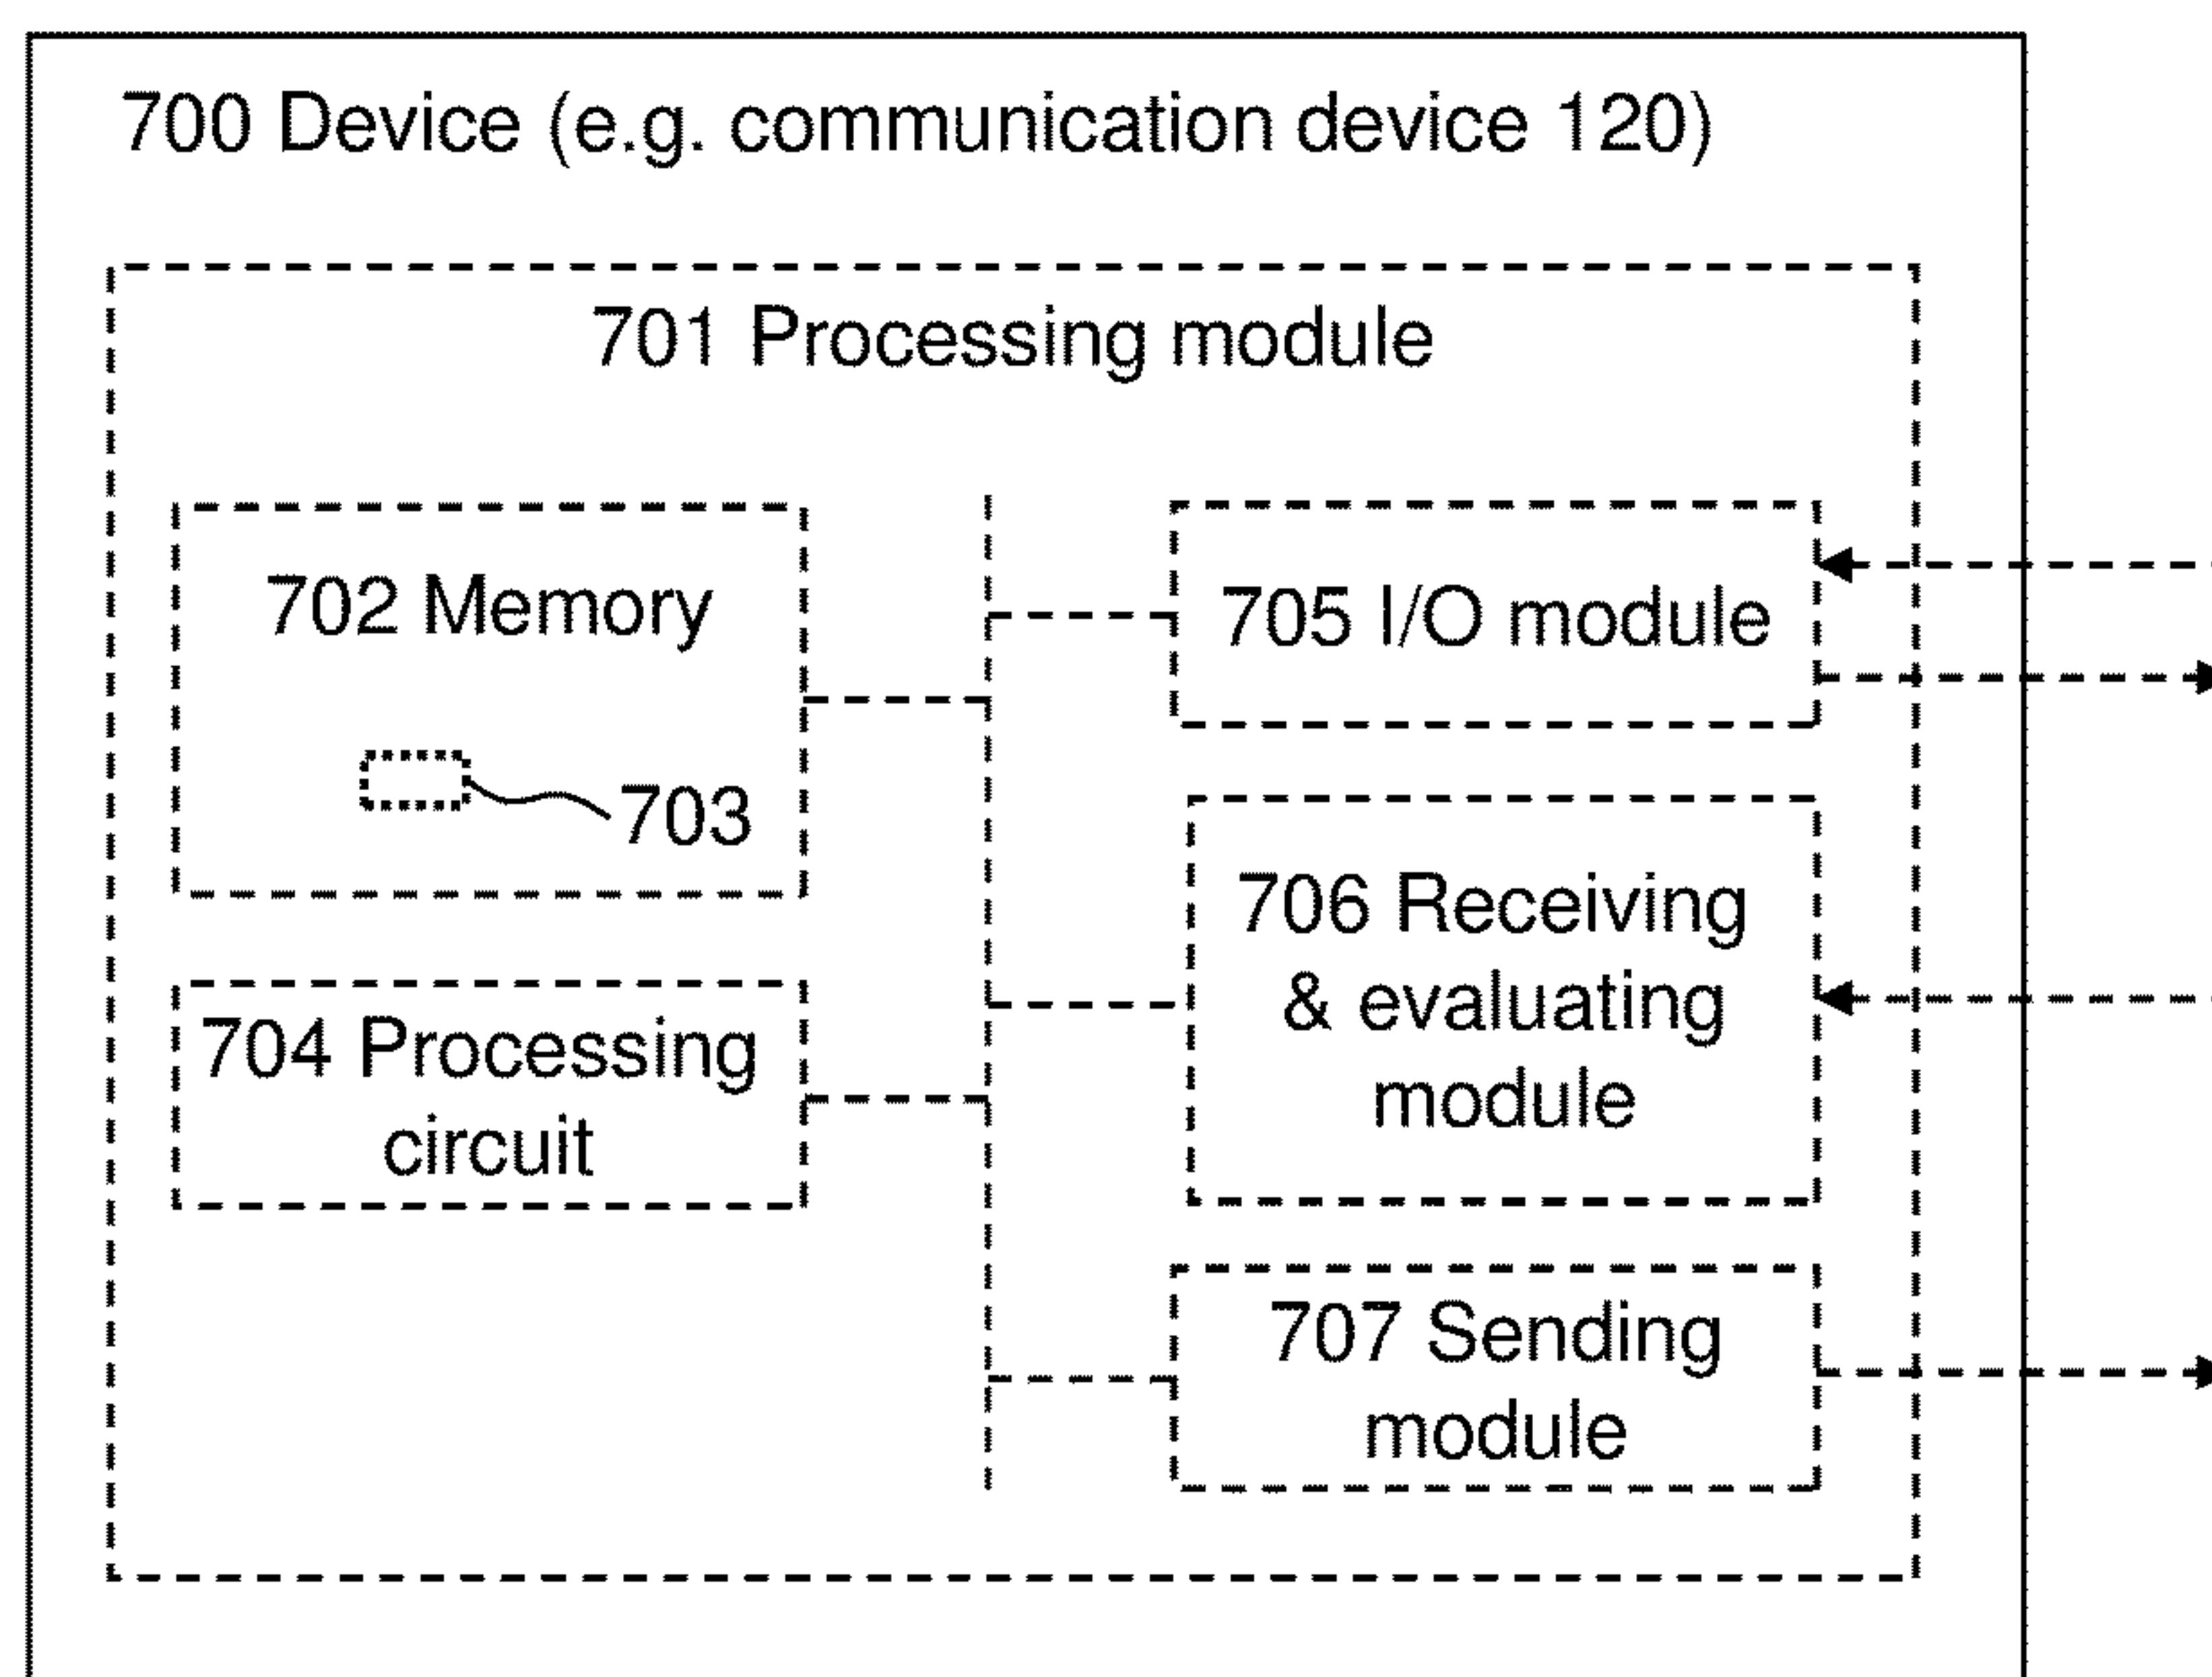 700 Device (e.g. communication device 120)
701 Processing module
702 Memory
703
704 Processing
circuit
705 I/O module
706 Receiving
& evaluating
module
707 Sending
module